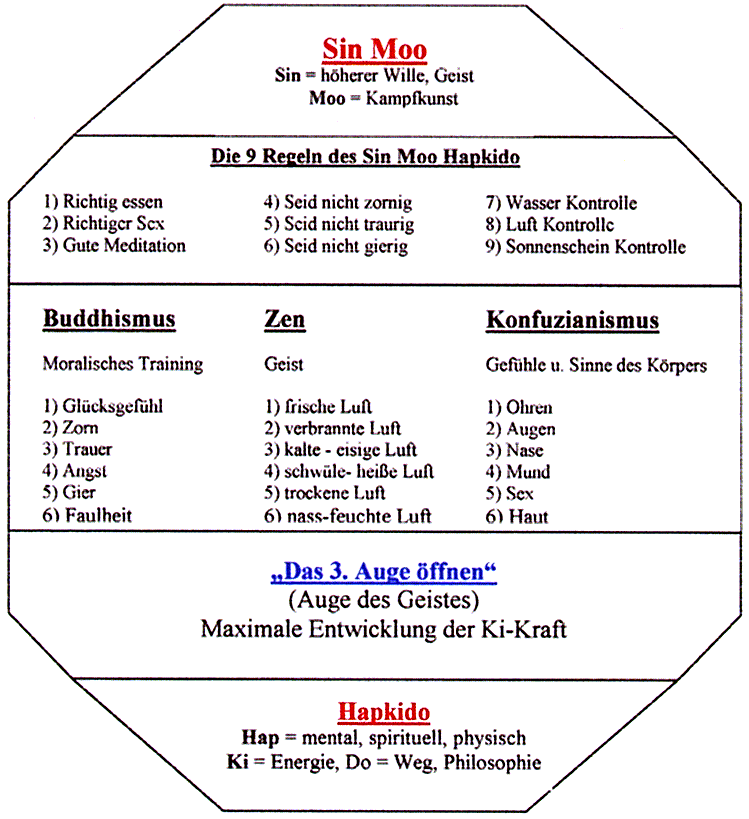 Sin Moo
Sin = höherer Wille, Geist
Moo = Kampfkunst
Die 9 Regeln des Sin Moo Hapkido
1) Richtig essen
2) Richtiger Sex
3) Gute Meditation
4) Seid nicht zornig
5) Seid nicht traurig
6) Seid nicht gierig
7) Wasser Kontrolle
8) Luft Kontrolle
9) Sonnenschein Kontrolle
Buddhismus
Moralisches Training
1) Glücksgefühl
2) Zorn
3) Trauer
4) Angst
5) Gier
6) Faulheit
Zen
Geist
1) frische Luft
2) verbrannte Luft
3) kalte - eisige Luft
4) schwüle- heiße Luft
5) trockene Luft
6) nass-feuchte Luft
Konfuzianismus
Gefühle u. Sinne des Körpers
1) Ohren
2) Augen
3) Nase
4) Mund
5) Sex
6) Haut
„Das 3. Auge öffnen“
(Auge des Geistes)
Maximale Entwicklung der Ki-Kraft
Hapkido
Hap = mental, spirituell, physisch
Ki = Energie, Do = Weg, Philosophie